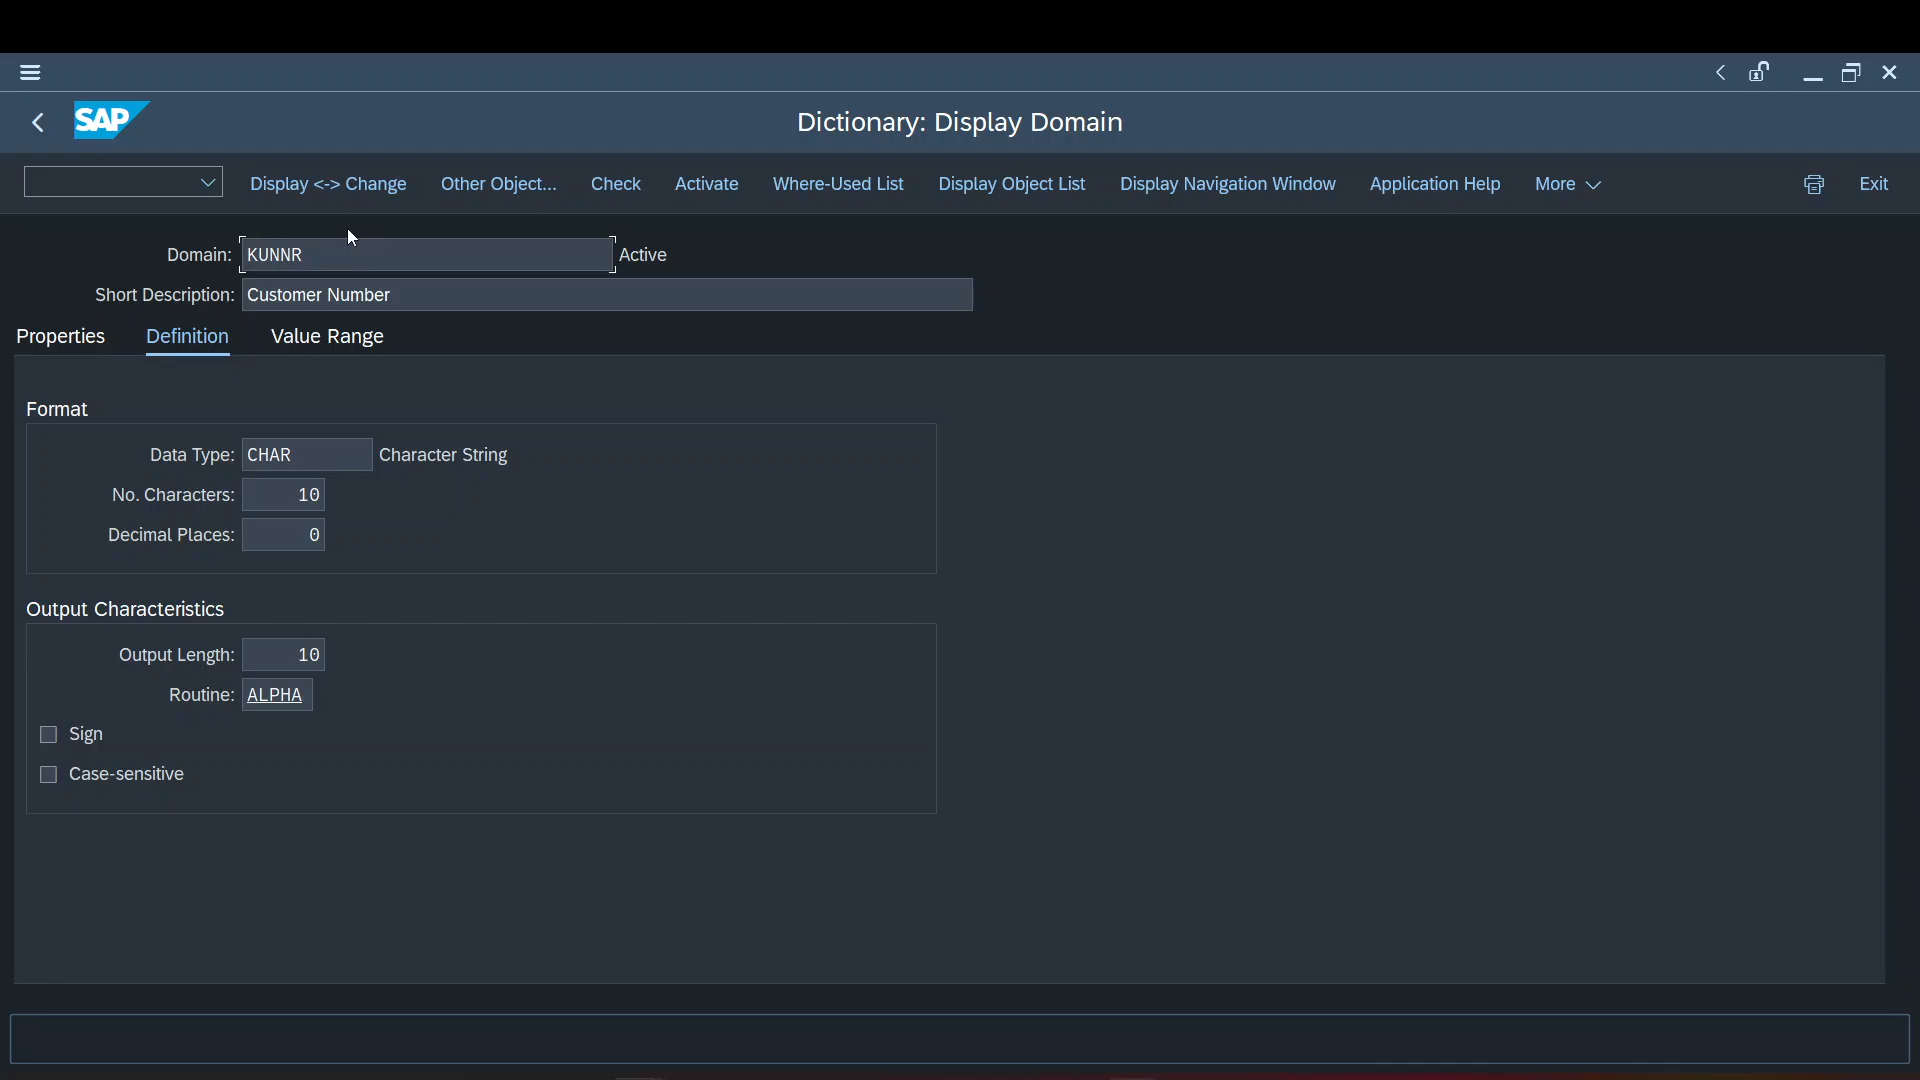 SAP
Dictionary: Display Domain
Display <-> Change Other Object... Check Activate Where-Used List Display Object List Display Navigation Window Application Help More Exit
Domain: KUNNR Active
Short Description: Customer Number
Properties Definition Value Range
Format
Data Type: CHAR Character String
No. Characters: 10
Decimal Places: 0
Output Characteristics
Output Length: 10
Routine: ALPHA
Sign
Case-sensitive